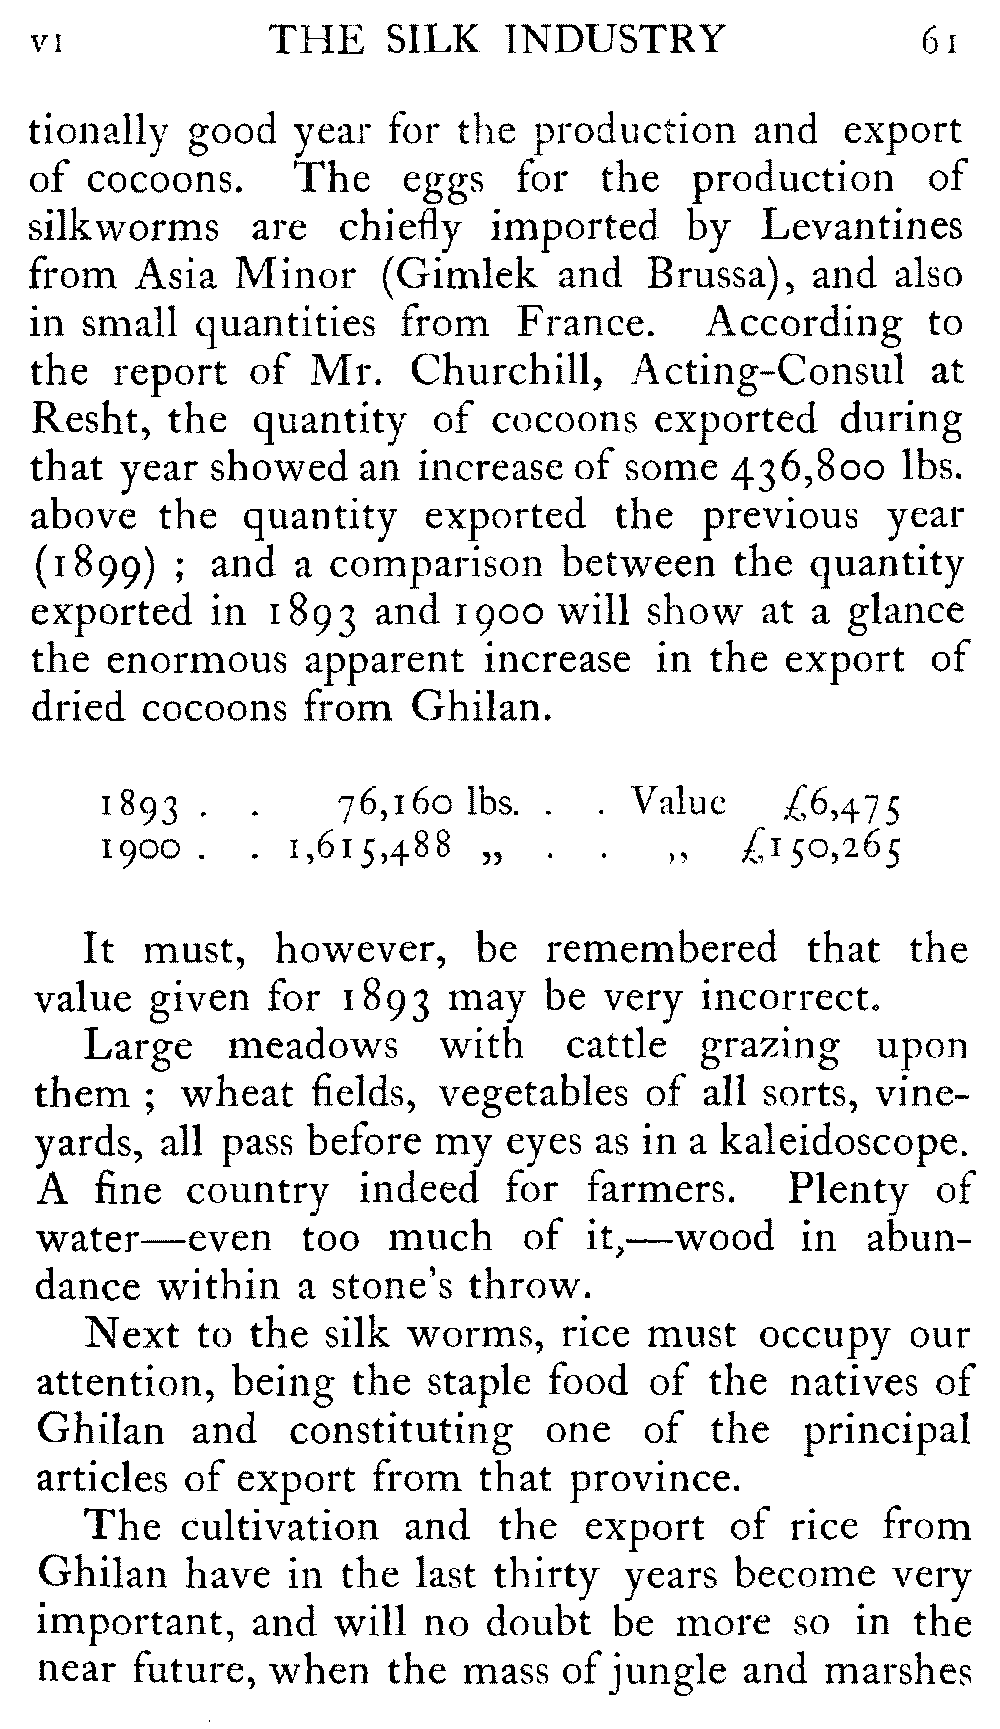 VI THE SILK INDUSTRY 61
tionally good year for the production and export
of cocoons. The eggs for the production of
silkworms are chiefly imported by Levantines
from Asia Minor (Gimlek and Brussa), and also
in small quantities from France. According to
the report of Mr. Churchill, Acting-Consul at
Resht, the quantity of cocoons exported during
that year showed an increase of some 436,800 lbs.
above the quantity exported the previous year
(1899) ; and a comparison between the quantity
exported in 1893 and 1900 will show at a glance
the enormous apparent increase in the export of
dried cocoons from Ghilan.
1893 . . 76,160 lbs. . . Value £6,475
1900 . . 1,615,488 „ . . ,, £150,265
It must, however, be remembered that the
value given for 1893 may be very incorrect.
Large meadows with cattle grazing upon
them ; wheat fields, vegetables of all sorts, vine-
yards, all pass before my eyes as in a kaleidoscope.
A fine country indeed for farmers. Plenty of
water—even too much of it,—wood in abun-
dance within a stone's throw.
Next to the silk worms, rice must occupy our
attention, being the staple food of the natives of
Ghilan and constituting one of the principal
articles of export from that province.
The cultivation and the export of rice from
Ghilan have in the last thirty years become very
important, and will no doubt be more so in the
near future, when the mass of jungle and marshes